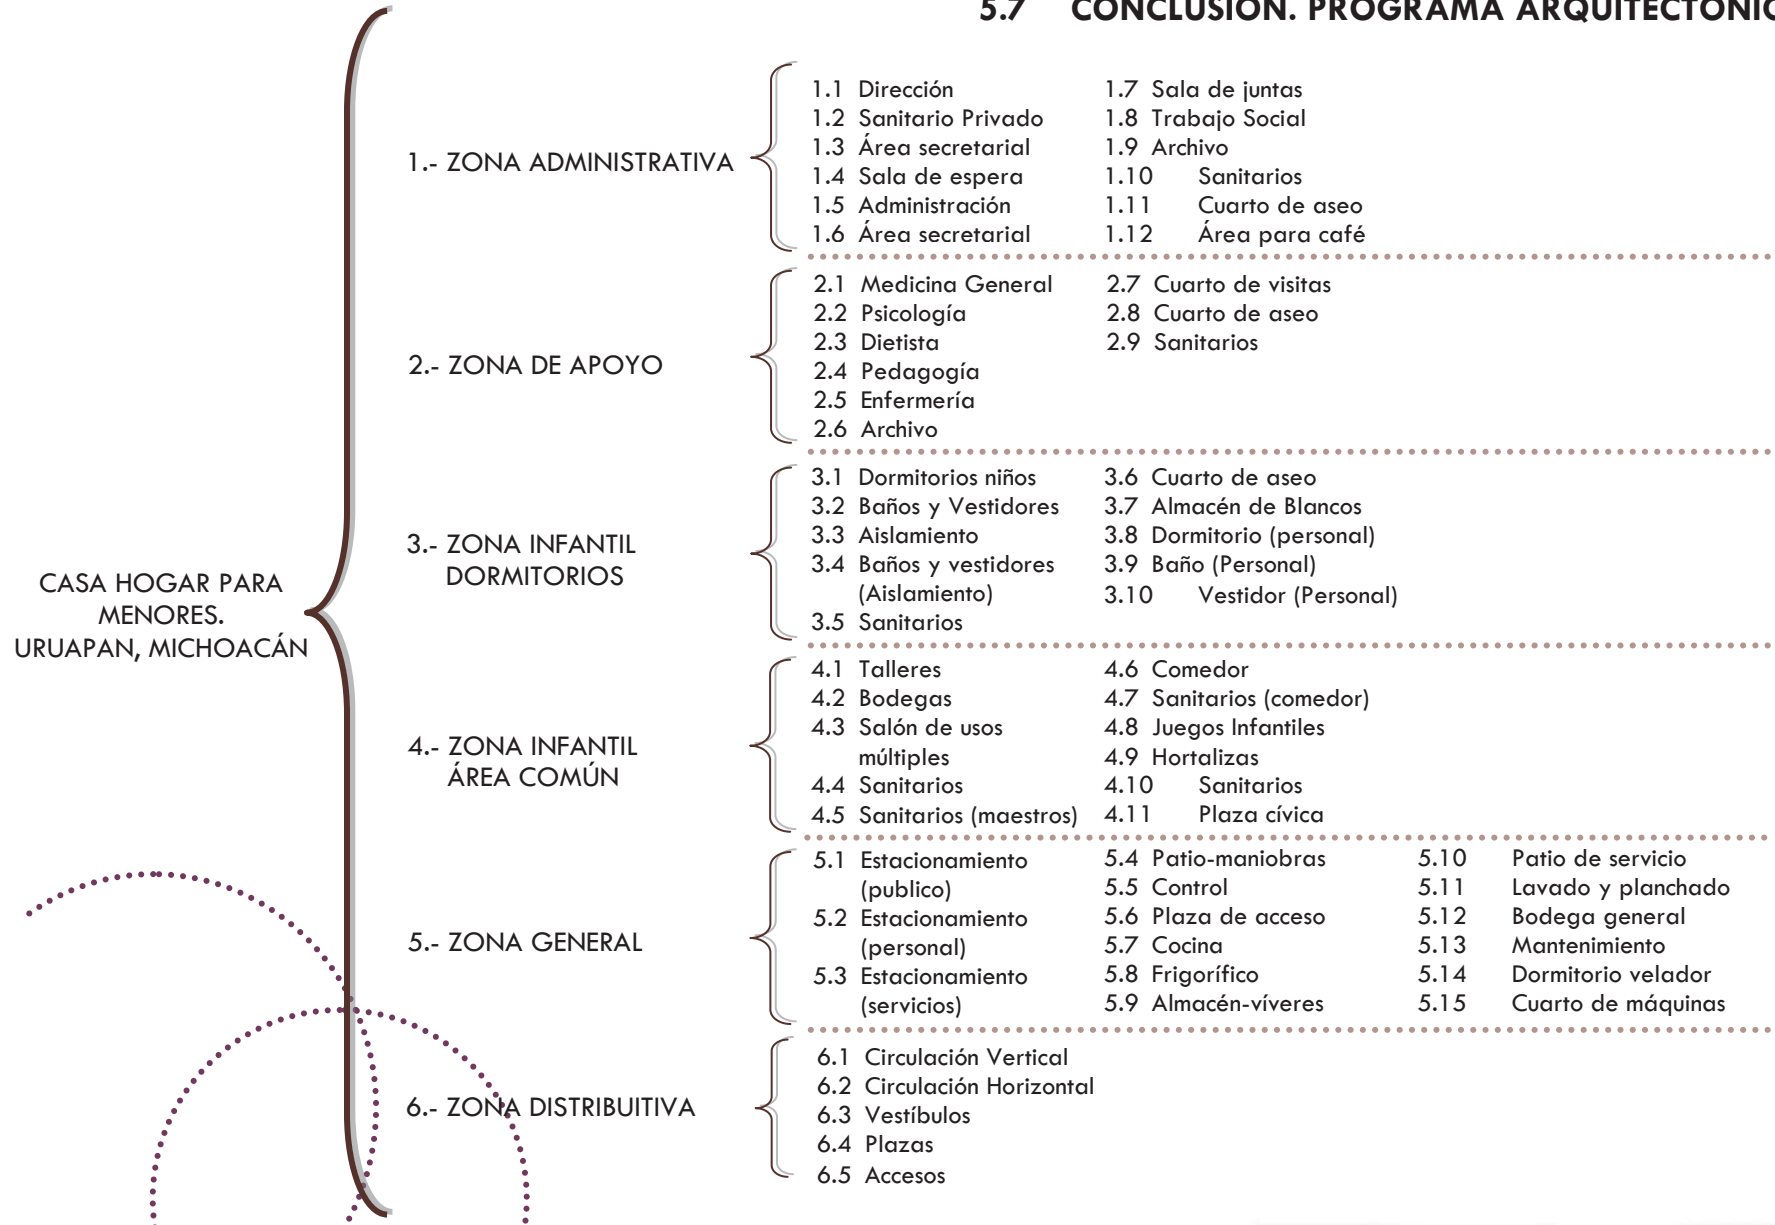 5.7 CONCLUSIÓN. PROGRAMA ARQUITECTÓNIC
CASA HOGAR PARA
MENORES.
URUAPAN, MICHOACÁN
1.- ZONA ADMINISTRATIVA
1.1 Dirección
1.2 Sanitario Privado
1.3 Área secretarial
1.4 Sala de espera
1.5 Administración
1.6 Área secretarial
1.7 Sala de juntas
1.8 Trabajo Social
1.9 Archivo
1.10 Sanitarios
1.11 Cuarto de aseo
1.12 Área para café
2.- ZONA DE APOYO
2.1 Medicina General
2.2 Psicología
2.3 Dietista
2.4 Pedagogía
2.5 Enfermería
2.6 Archivo
2.7 Cuarto de visitas
2.8 Cuarto de aseo
2.9 Sanitarios
3.- ZONA INFANTIL
DORMITORIOS
3.1 Dormitorios niños
3.2 Baños y Vestidores
3.3 Aislamiento
3.4 Baños y vestidores
(Aislamiento)
3.5 Sanitarios
3.6 Cuarto de aseo
3.7 Almacén de Blancos
3.8 Dormitorio (personal)
3.9 Baño (Personal)
3.10 Vestidor (Personal)
4.- ZONA INFANTIL
ÁREA COMÚN
4.1 Talleres
4.2 Bodegas
4.3 Salón de usos
múltiples
4.4 Sanitarios
4.5 Sanitarios (maestros)
4.6 Comedor
4.7 Sanitarios (comedor)
4.8 Juegos Infantiles
4.9 Hortalizas
4.10 Sanitarios
4.11 Plaza cívica
5.- ZONA GENERAL
5.1 Estacionamiento
(publico)
5.2 Estacionamiento
(personal)
5.3 Estacionamiento
(servicios)
5.4 Patio-maniobras
5.5 Control
5.6 Plaza de acceso
5.7 Cocina
5.8 Frigorífico
5.9 Almacén-víveres
5.10 Patio de servicio
5.11 Lavado y planchado
5.12 Bodega general
5.13 Mantenimiento
5.14 Dormitorio velador
5.15 Cuarto de máquinas
6.- ZONA DISTRIBUITIVA
6.1 Circulación Vertical
6.2 Circulación Horizontal
6.3 Vestíbulos
6.4 Plazas
6.5 Accesos